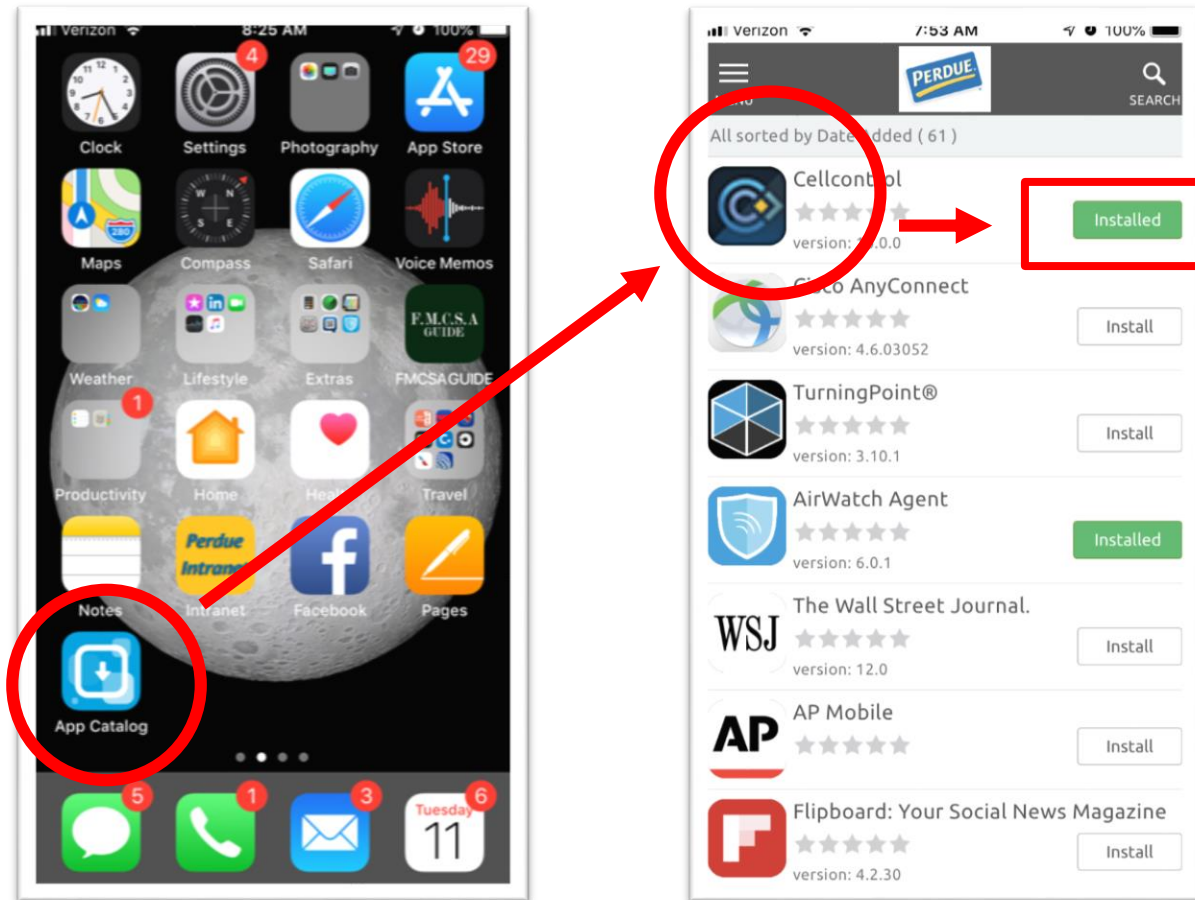 Verizon 8:25 AM 100%
4 29
Clock Settings Photography App Store
280
Maps Compass Safari Voice Memos
F.M.C.S.A
GUIDE
Weather Lifestyle Extras FMCSA GUIDE
1
Productivity Home Travel
Perdue
Intranet
Notes Intranet Facebook Pages
App Catalog
5 1 3 6
Tuesday
11
Verizon 7:53 AM 100%
PERDUE
MENU SEARCH
All sorted by Date Added ( 61 )
Cellcontrol
Installed
version: .0.0
Cisco AnyConnect
Install
version: 4.6.03052
TurningPoint®
Install
version: 3.10.1
AirWatch Agent
Installed
version: 6.0.1
The Wall Street Journal.
WSJ Install
version: 12.0
AP Mobile
AP Install
Flipboard: Your Social News Magazine
Install
version: 4.2.30